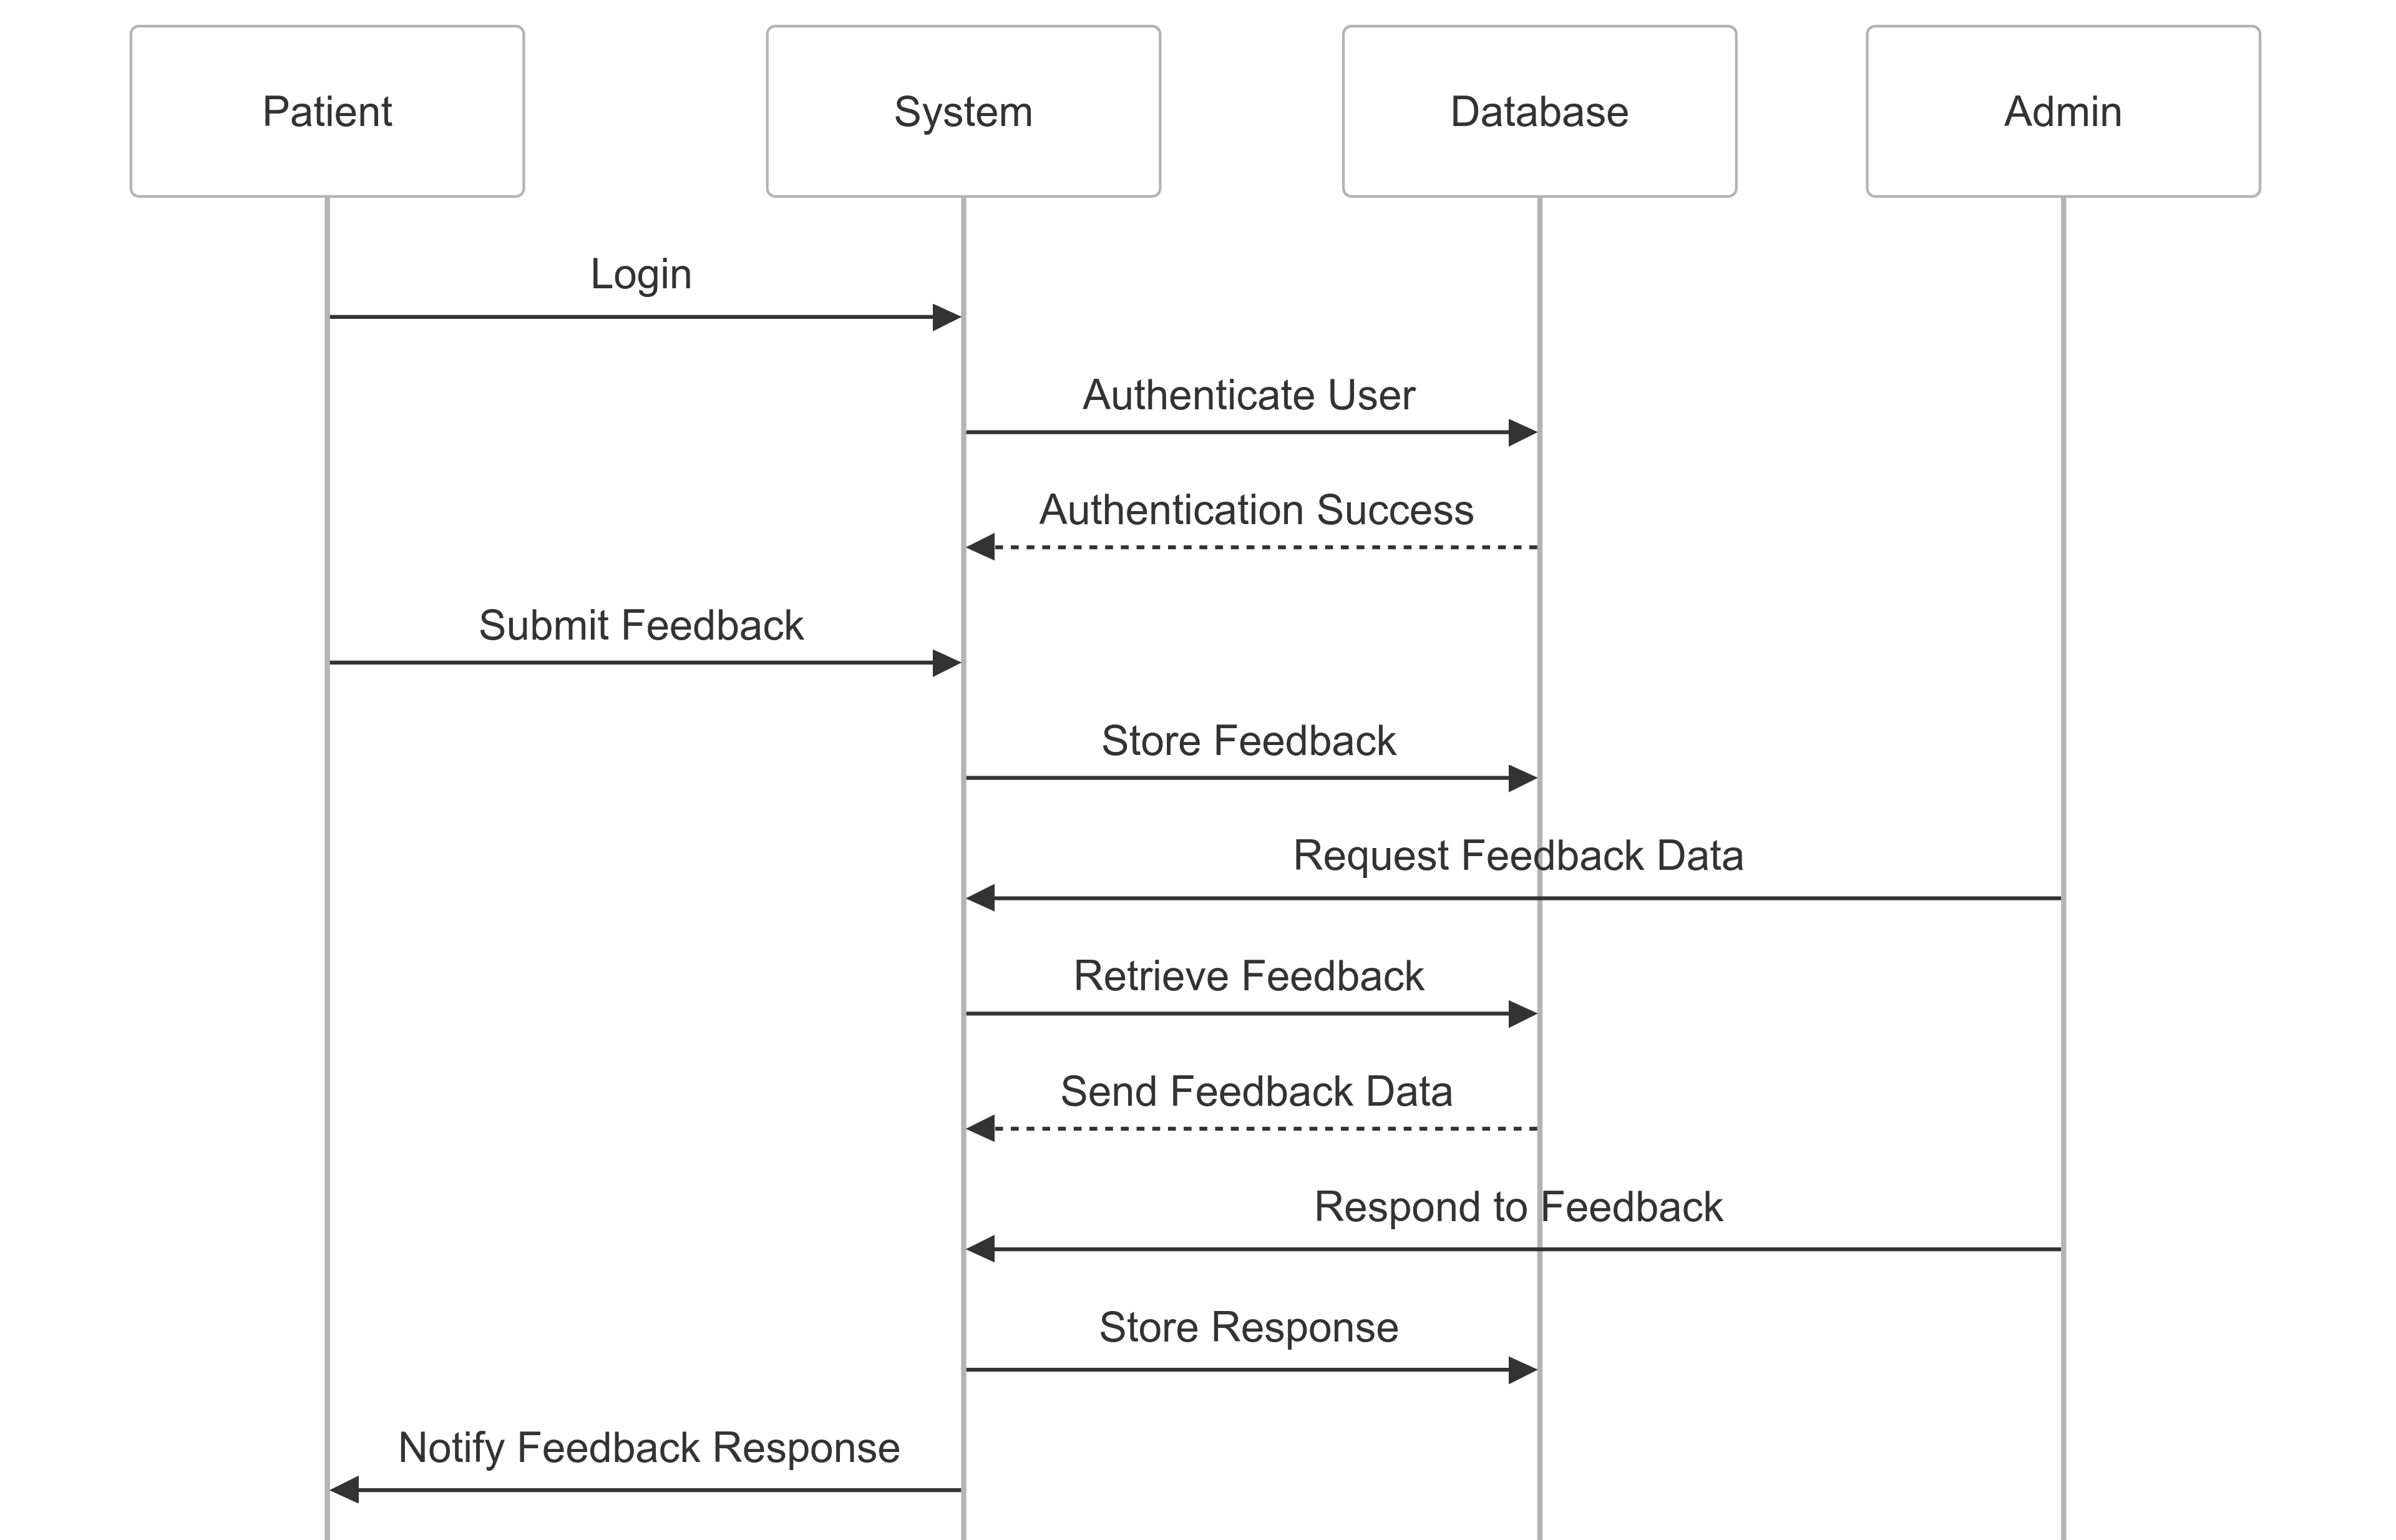 Patient
System
Database
Admin
Login
Authenticate User
Authentication Success
Submit Feedback
Store Feedback
Request Feedback Data
Retrieve Feedback
Send Feedback Data
Respond to Feedback
Store Response
Notify Feedback Response